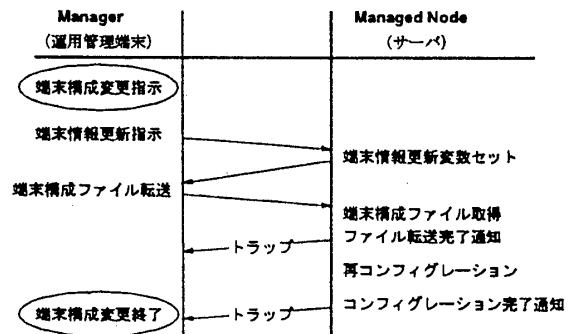 Manager
Managed Node
(運用管理端末)
(サーバ)
端末構成変更指示
端末情報更新指示
端末情報更新変数セット
端末構成ファイル転送
端末構成ファイル取得
トラップ
ファイル転送完了通知
再コンフィグレーション
端末構成変更終了
トラップ
コンフィグレーション完了通知